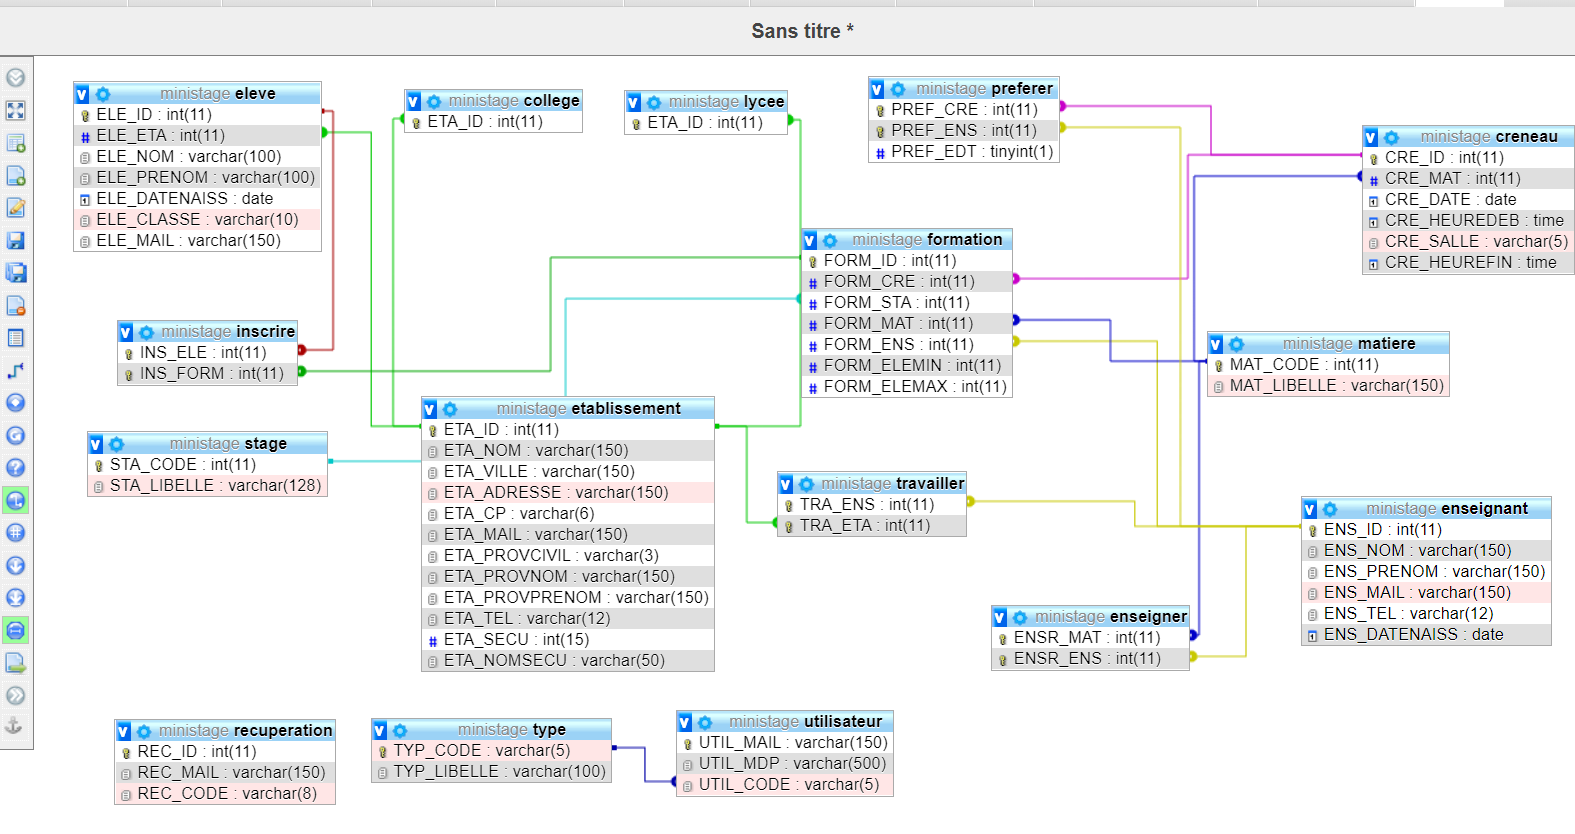 Sans titre *
ministage eleve
ELE_ID : int(11)
ELE_ETA : int(11)
ELE_NOM : varchar(100)
ELE_PRENOM : varchar(100)
ELE_DATENAISS : date
ELE_CLASSE : varchar(10)
ELE_MAIL : varchar(150)
ministage college
ETA_ID : int(11)
ministage lycee
ETA_ID : int(11)
ministage preferer
PREF_CRE : int(11)
PREF_ENS : int(11)
PREF_EDT : tinyint(1)
ministage creneau
CRE_ID : int(11)
CRE_MAT : int(11)
CRE_DATE : date
CRE_HEUREDEB : time
CRE_SALLE : varchar(5)
CRE_HEUREFIN : time
ministage formation
FORM_ID : int(11)
FORM_CRE : int(11)
FORM_STA : int(11)
FORM_MAT : int(11)
FORM_ENS : int(11)
FORM_ELEMIN : int(11)
FORM_ELEMAX : int(11)
ministage inscrire
INS_ELE : int(11)
INS_FORM : int(11)
ministage matiere
MAT_CODE : int(11)
MAT_LIBELLE : varchar(150)
ministage stage
STA_CODE : int(11)
STA_LIBELLE : varchar(128)
ministage etablissement
ETA_ID : int(11)
ETA_NOM : varchar(150)
ETA_VILLE : varchar(150)
ETA_ADRESSE : varchar(150)
ETA_CP : varchar(6)
ETA_MAIL : varchar(150)
ETA_PROVCIVIL : varchar(3)
ETA_PROVNOM : varchar(150)
ETA_PROVPRENOM : varchar(150)
ETA_TEL : varchar(12)
ETA_SECU : int(15)
ETA_NOMSECU : varchar(50)
ministage travailler
TRA_ENS : int(11)
TRA_ETA : int(11)
ministage enseignant
ENS_ID : int(11)
ENS_NOM : varchar(150)
ENS_PRENOM : varchar(150)
ENS_MAIL : varchar(150)
ENS_TEL : varchar(12)
ENS_DATENAISS : date
ministage enseigner
ENSR_MAT : int(11)
ENSR_ENS : int(11)
ministage recuperation
REC_ID : int(11)
REC_MAIL : varchar(150)
REC_CODE : varchar(8)
ministage type
TYP_CODE : varchar(5)
TYP_LIBELLE : varchar(100)
ministage utilisateur
UTIL_MAIL : varchar(150)
UTIL_MDP : varchar(500)
UTIL_CODE : varchar(5)